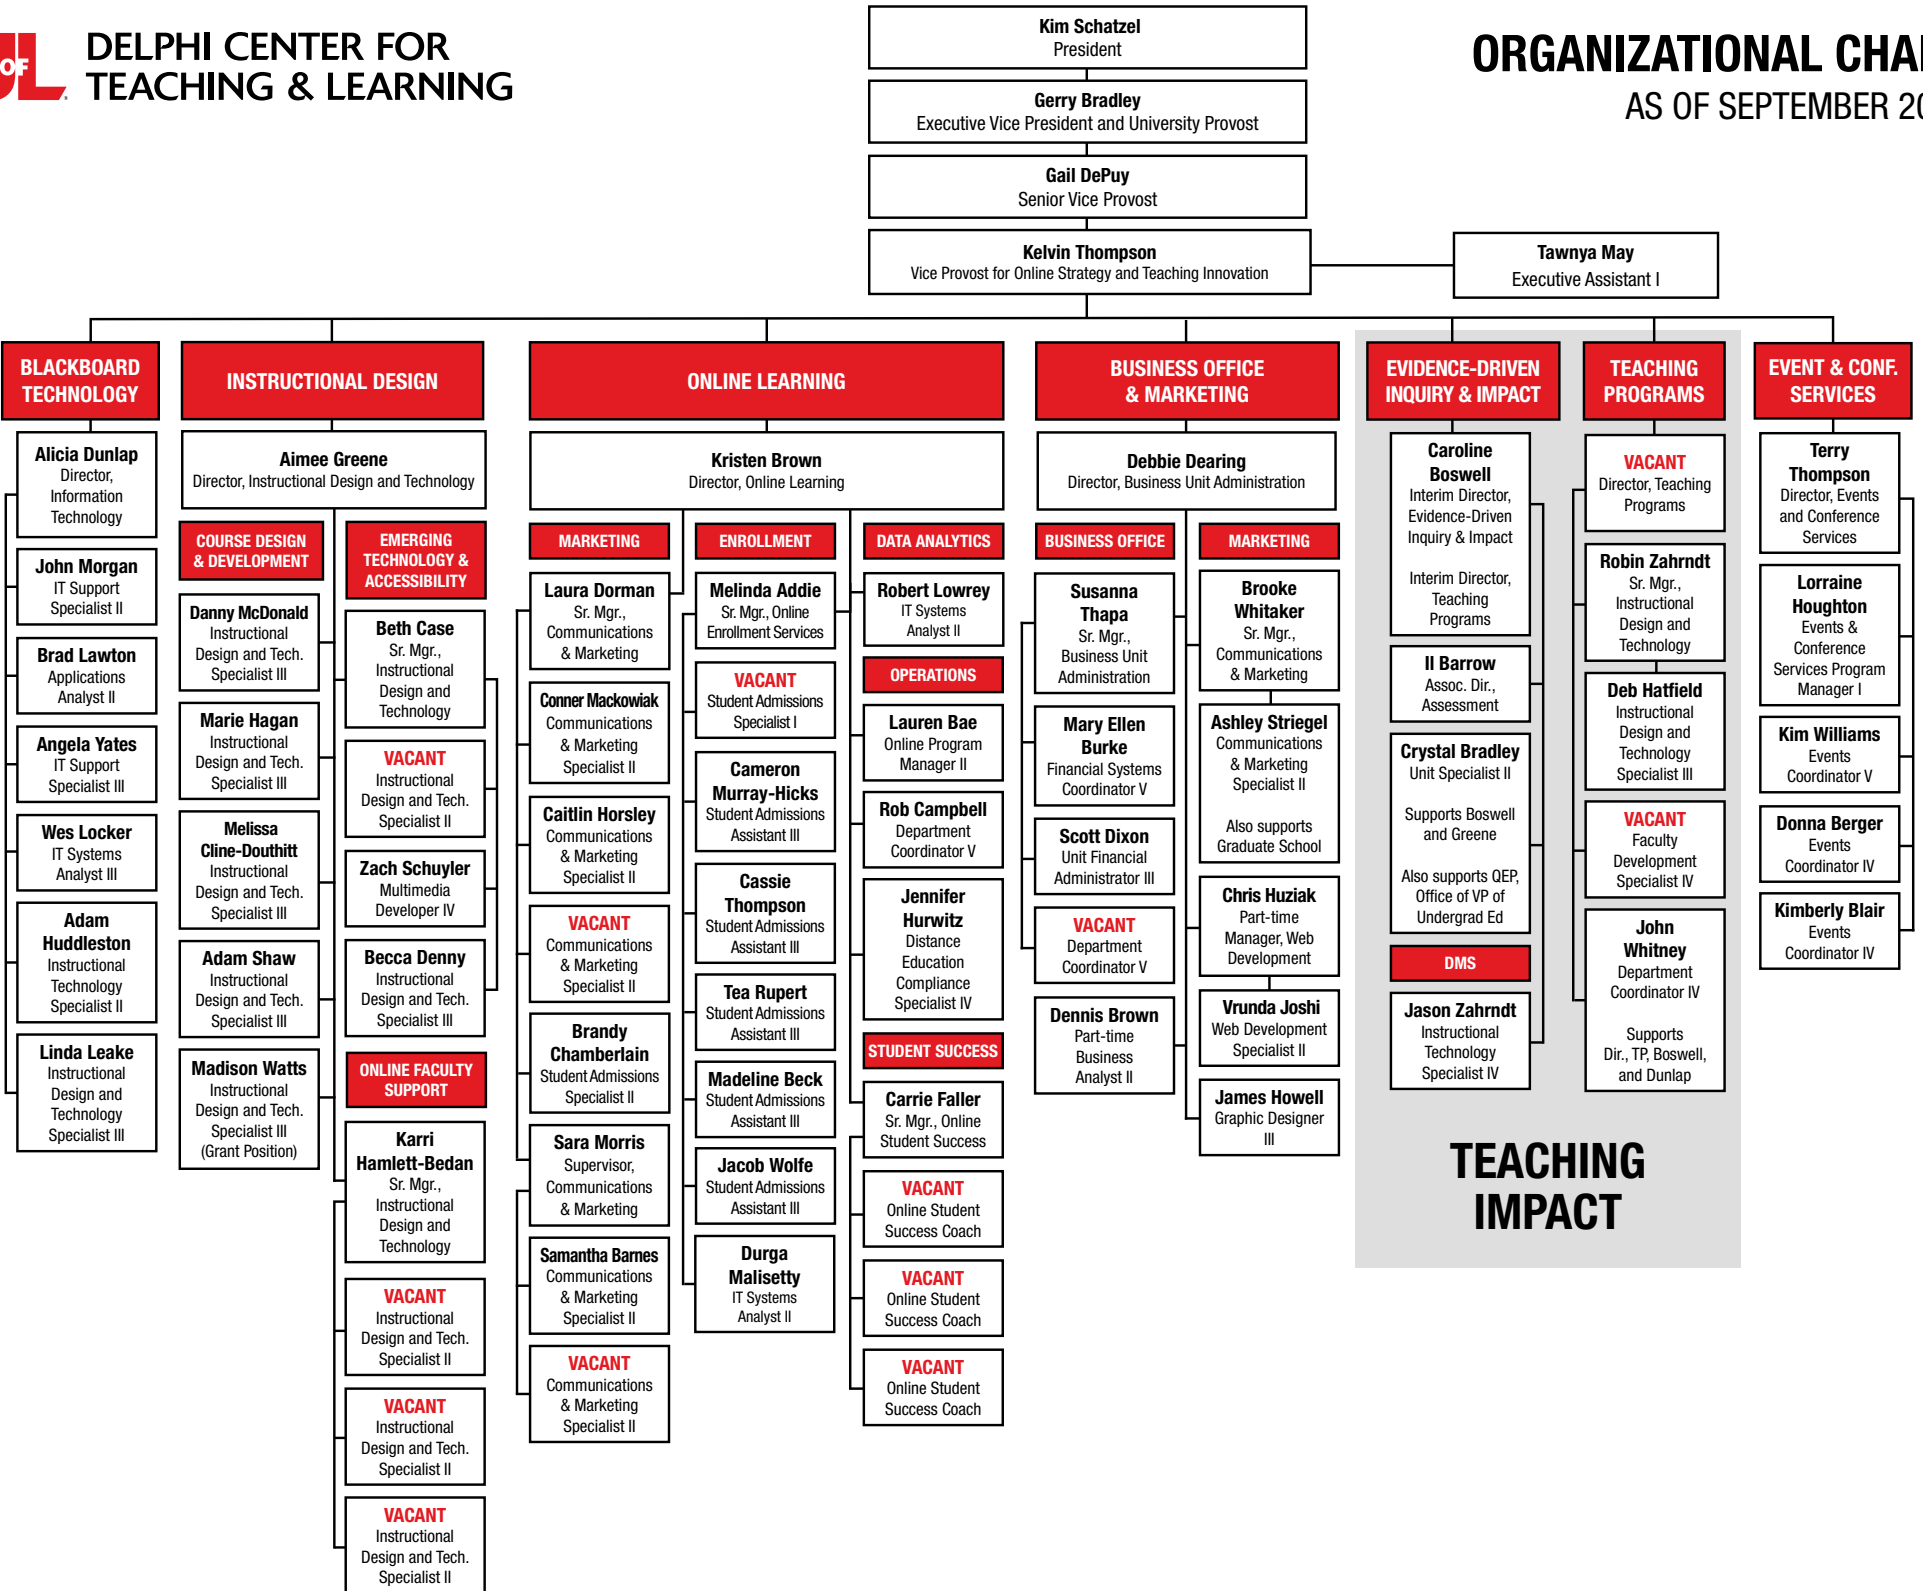 OF
UL
DELPHI CENTER FOR
TEACHING & LEARNING
ORGANIZATIONAL
AS OF SEPTEMBER
Kim Schatzel
President
Gerry Bradley
Executive Vice President and University Provost
Gail DePuy
Senior Vice Provost
Kelvin Thompson
Vice Provost for Online Strategy and Teaching Innovation
Tawnya May
Executive Assistant I
BLACKBOARD
TECHNOLOGY
Alicia Dunlap
Director,
Information
Technology
John Morgan
IT Support
Specialist II
Brad Lawton
Applications
Analyst II
Angela Yates
IT Support
Specialist III
Wes Locker
IT Systems
Analyst III
Adam
Huddleston
Instructional
Technology
Specialist II
Linda Leake
Instructional
Design and
Technology
Specialist III
INSTRUCTIONAL DESIGN
Aimee Greene
Director, Instructional Design and Technology
COURSE DESIGN
& DEVELOPMENT
Danny McDonald
Instructional
Design and Tech.
Specialist III
Marie Hagan
Instructional
Design and Tech.
Specialist III
Melissa
Cline-Douthitt
Instructional
Design and Tech.
Specialist III
Adam Shaw
Instructional
Design and Tech.
Specialist III
Madison Watts
Instructional
Design and Tech.
Specialist III
(Grant Position)
EMERGING
TECHNOLOGY &
ACCESSIBILITY
Beth Case
Sr. Mgr.,
Instructional
Design and
Technology
VACANT
Instructional
Design and Tech.
Specialist II
Zach Schuyler
Multimedia
Developer IV
Becca Denny
Instructional
Design and Tech.
Specialist III
ONLINE FACULTY
SUPPORT
Karri
Hamlett-Bedan
Sr. Mgr.,
Instructional
Design and
Technology
VACANT
Instructional
Design and Tech.
Specialist II
VACANT
Instructional
Design and Tech.
Specialist II
VACANT
Instructional
Design and Tech.
Specialist II
ONLINE LEARNING
Kristen Brown
Director, Online Learning
MARKETING
Laura Dorman
Sr. Mgr.,
Communications
& Marketing
Conner Mackowiak
Communications
& Marketing
Specialist II
Caitlin Horsley
Communications
& Marketing
Specialist II
VACANT
Communications
& Marketing
Specialist II
Brandy
Chamberlain
Student Admissions
Specialist II
Sara Morris
Supervisor,
Communications
& Marketing
Samantha Barnes
Communications
& Marketing
Specialist II
VACANT
Communications
& Marketing
Specialist II
ENROLLMENT
Melinda Addie
Sr. Mgr., Online
Enrollment Services
VACANT
Student Admissions
Specialist I
Cameron
Murray-Hicks
Student Admissions
Assistant III
Cassie
Thompson
Student Admissions
Assistant III
Tea Rupert
Student Admissions
Assistant III
Madeline Beck
Student Admissions
Assistant III
Jacob Wolfe
Student Admissions
Assistant III
Durga
Malisetty
IT Systems
Analyst II
DATA ANALYTICS
Robert Lowrey
IT Systems
Analyst II
OPERATIONS
Lauren Bae
Online Program
Manager II
Rob Campbell
Department
Coordinator V
Jennifer
Hurwitz
Distance
Education
Compliance
Specialist IV
STUDENT SUCCESS
Carrie Faller
Sr. Mgr., Online
Student Success
VACANT
Online Student
Success Coach
VACANT
Online Student
Success Coach
VACANT
Online Student
Success Coach
BUSINESS OFFICE
& MARKETING
Debbie Dearing
Director, Business Unit Administration
BUSINESS OFFICE
Susanna
Thapa
Sr. Mgr.,
Business Unit
Administration
Mary Ellen
Burke
Financial Systems
Coordinator V
Scott Dixon
Unit Financial
Administrator III
VACANT
Department
Coordinator V
Dennis Brown
Part-time
Business
Analyst II
MARKETING
Brooke
Whitaker
Sr. Mgr.,
Communications
& Marketing
Ashley Striegel
Communications
& Marketing
Specialist II
Also supports
Graduate School
Chris Huziak
Part-time
Manager, Web
Development
Vrunda Joshi
Web Development
Specialist II
James Howell
Graphic Designer
III
EVIDENCE-DRIVEN
INQUIRY & IMPACT
Caroline
Boswell
Interim Director,
Evidence-Driven
Inquiry & Impact
Interim Director,
Teaching
Programs
Il Barrow
Assoc. Dir.,
Assessment
Crystal Bradley
Unit Specialist II
Supports Boswell
and Greene
Also supports QEP,
Office of VP of
Undergrad Ed
DMS
Jason Zahrndt
Instructional
Technology
Specialist IV
TEACHING
PROGRAMS
VACANT
Director, Teaching
Programs
Robin Zahrndt
Sr. Mgr.,
Instructional
Design and
Technology
Deb Hatfield
Instructional
Design and
Technology
Specialist III
VACANT
Faculty
Development
Specialist IV
John
Whitney
Department
Coordinator IV
Supports
Dir., TP, Boswell,
and Dunlap
TEACHING
IMPACT
EVENT & CONF.
SERVICES
Terry
Thompson
Director, Events
and Conference
Services
Lorraine
Houghton
Events &
Conference
Services Program
Manager I
Kim Williams
Events
Coordinator V
Donna Berger
Events
Coordinator IV
Kimberly Blair
Events
Coordinator IV